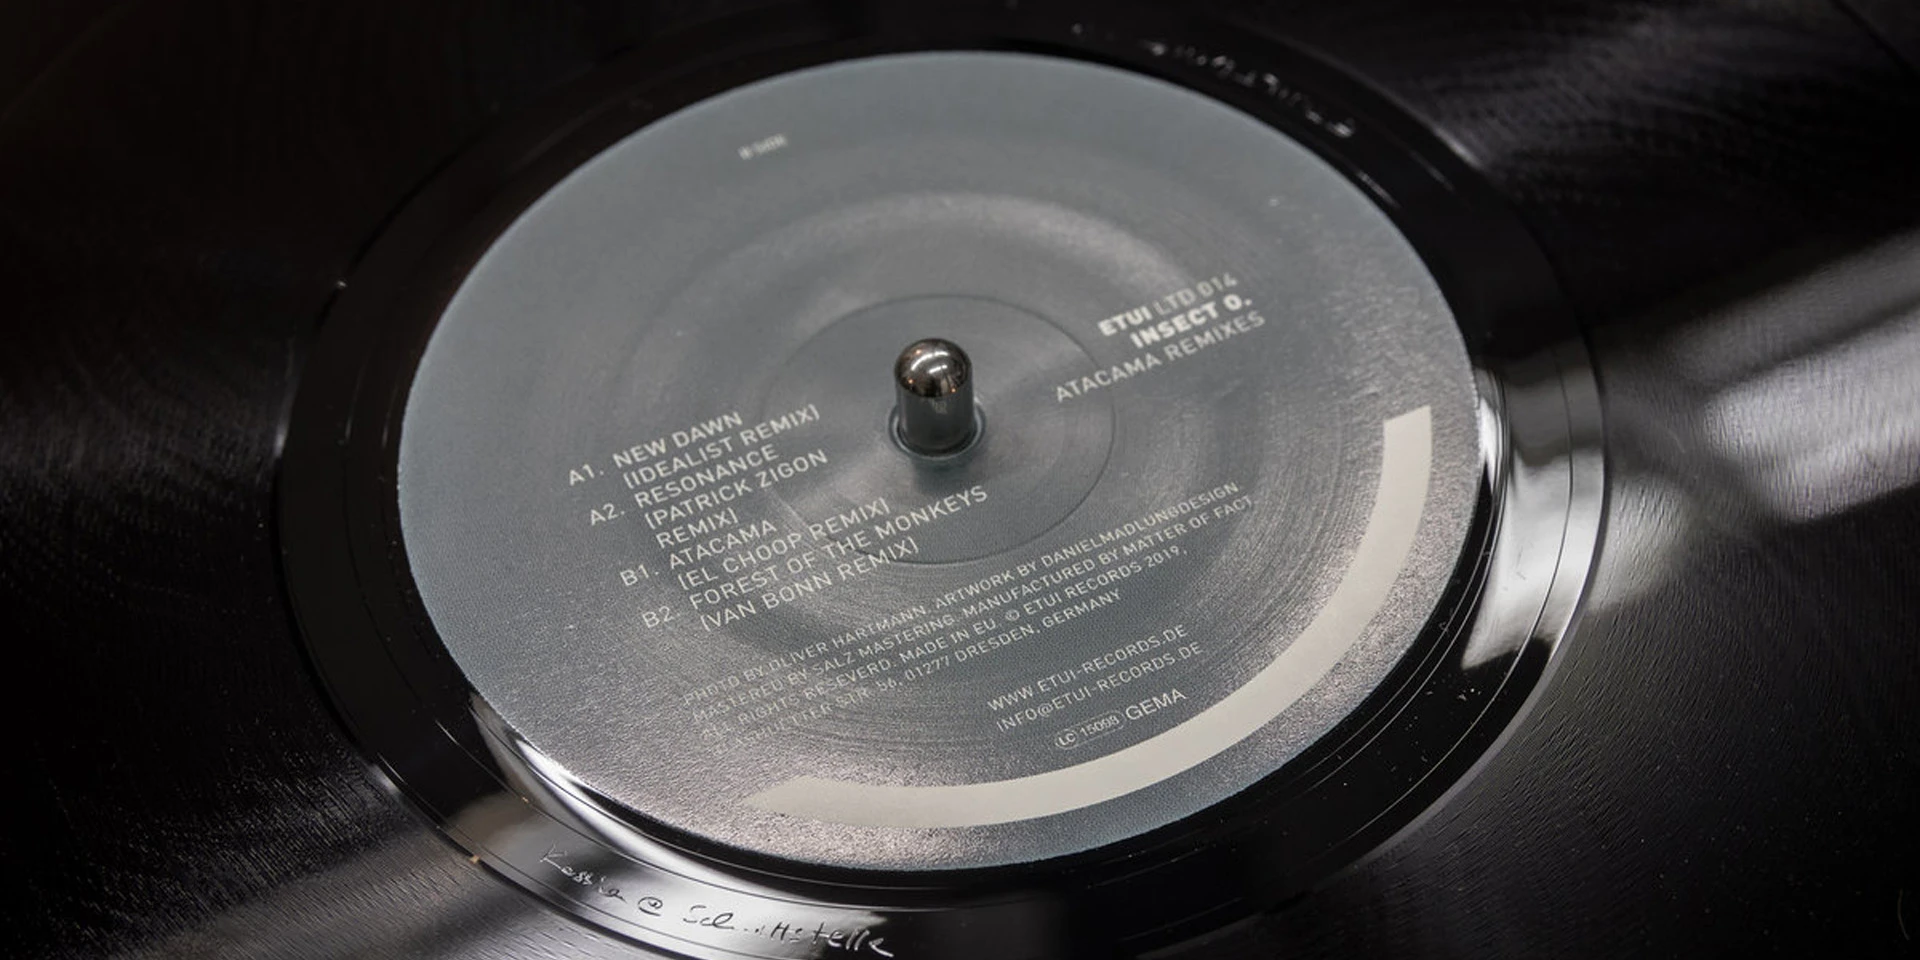 ETUI LTD 014
INSECT O.
ATACAMA REMIXES
A1. NEW DAWN
[IDEALIST REMIX]
A2. RESONANCE
[PATRICK ZIGON
REMIX]
B1. ATACAMA
[EL CHOOP REMIX]
B2. FOREST OF THE MONKEYS
[VAN BONN REMIX]
PHOTO BY OLIVER HARTMANN. ARTWORK BY DANIELMADLUNGDESIGN
MASTERED BY SALZ MASTERING. MANUFACTURED BY MATTER OF FACT
ALL RIGHTS RESEVERD. MADE IN EU. © ETUI RECORDS 2019,
STR. 56, 01277 DRESDEN, GERMANY
WWW.ETUI-RECORDS.DE
INFO@ETUI-RECORDS.DE
LC 15098 GEMA
@ Schnittstelle